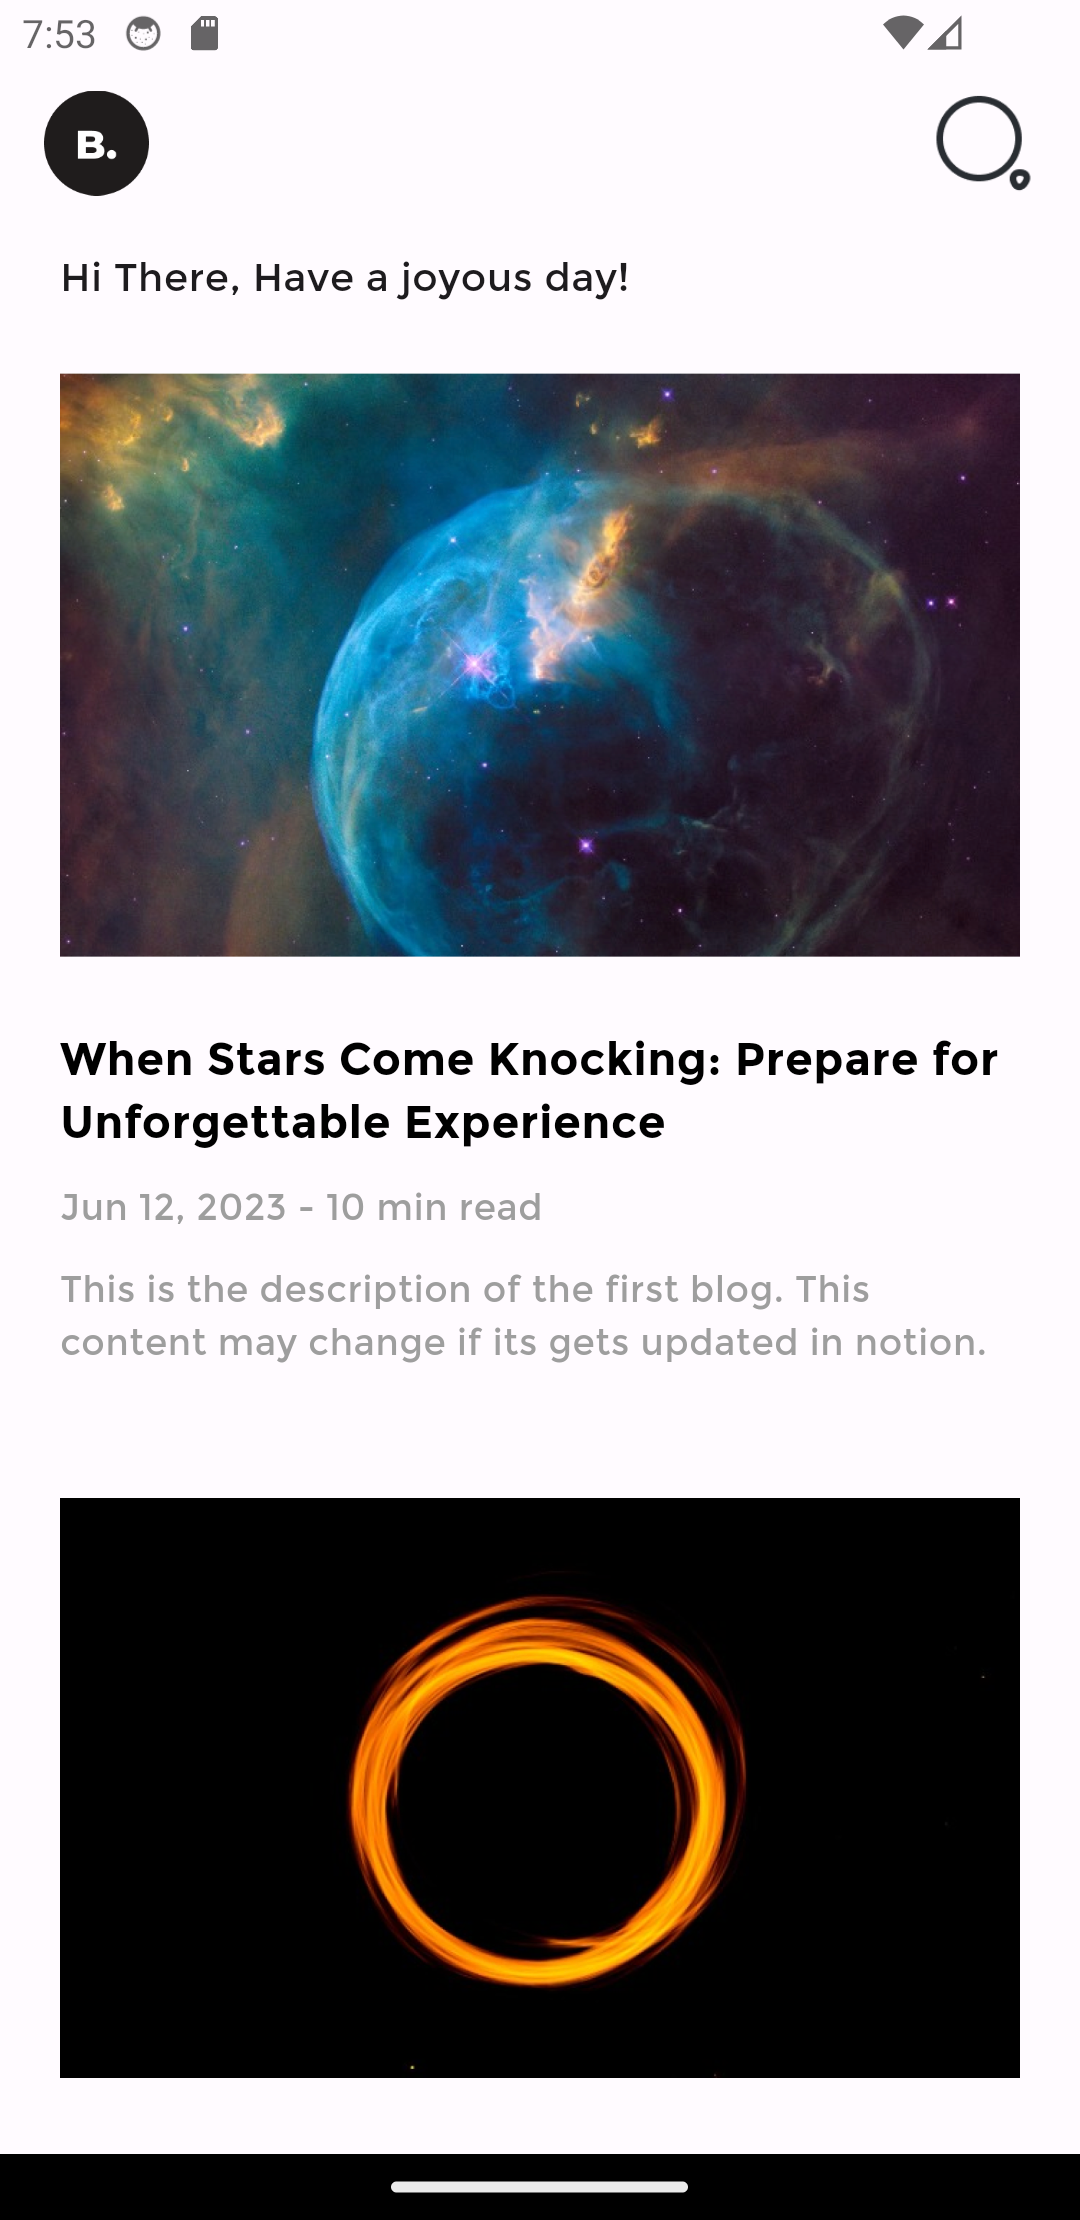 7:53
B.
Hi There, Have a joyous day!
When Stars Come Knocking: Prepare for
Unforgettable Experience
Jun 12, 2023 - 10 min read
This is the description of the first blog. This
content may change if its gets updated in notion.